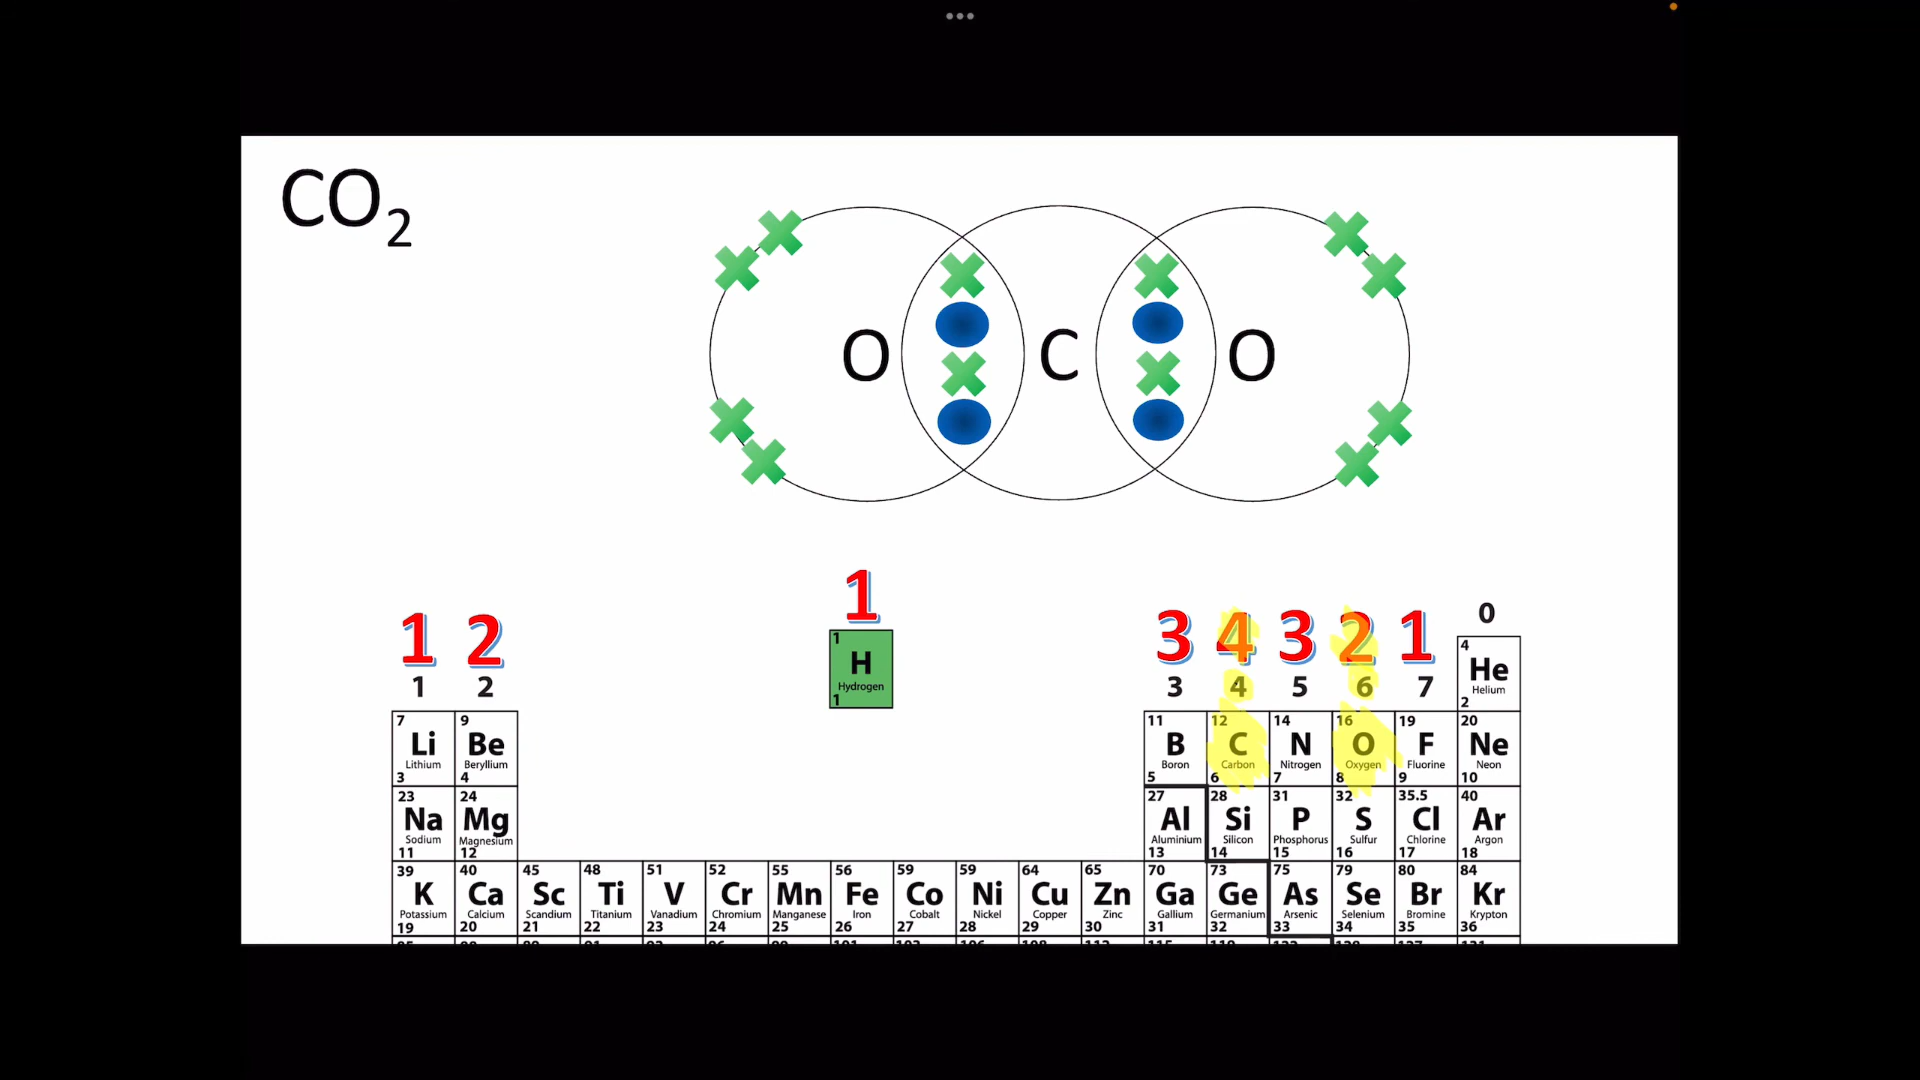 CO2
O C O
1
1 2 3 4 3 2 1 0
1 2 3 4 5 6 7
1 H Hydrogen 1
4 He Helium 2
7 Li Lithium 3
9 Be Beryllium 4
11 B Boron 5
12 C Carbon 6
14 N Nitrogen 7
16 O Oxygen 8
19 F Fluorine 9
20 Ne Neon 10
23 Na Sodium 11
24 Mg Magnesium 12
27 Al Aluminium 13
28 Si Silicon 14
31 P Phosphorus 15
32 S Sulfur 16
35.5 Cl Chlorine 17
40 Ar Argon 18
39 K Potassium 19
40 Ca Calcium 20
45 Sc Scandium 21
48 Ti Titanium 22
51 V Vanadium 23
52 Cr Chromium 24
55 Mn Manganese 25
56 Fe Iron 26
59 Co Cobalt 27
59 Ni Nickel 28
64 Cu Copper 29
65 Zn Zinc 30
70 Ga Gallium 31
73 Ge Germanium 32
75 As Arsenic 33
79 Se Selenium 34
80 Br Bromine 35
84 Kr Krypton 36